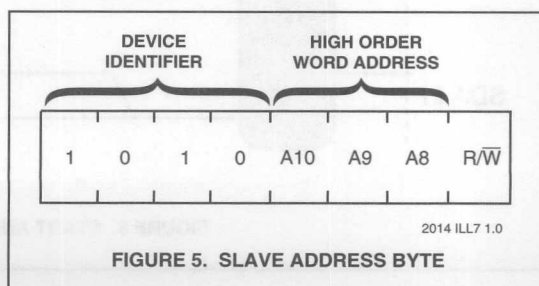 DEVICE IDENTIFIER
HIGH ORDER WORD ADDRESS
1 0 1 0 A10 A9 A8 R/W̅
2014 ILL7 1.0
FIGURE 5. SLAVE ADDRESS BYTE